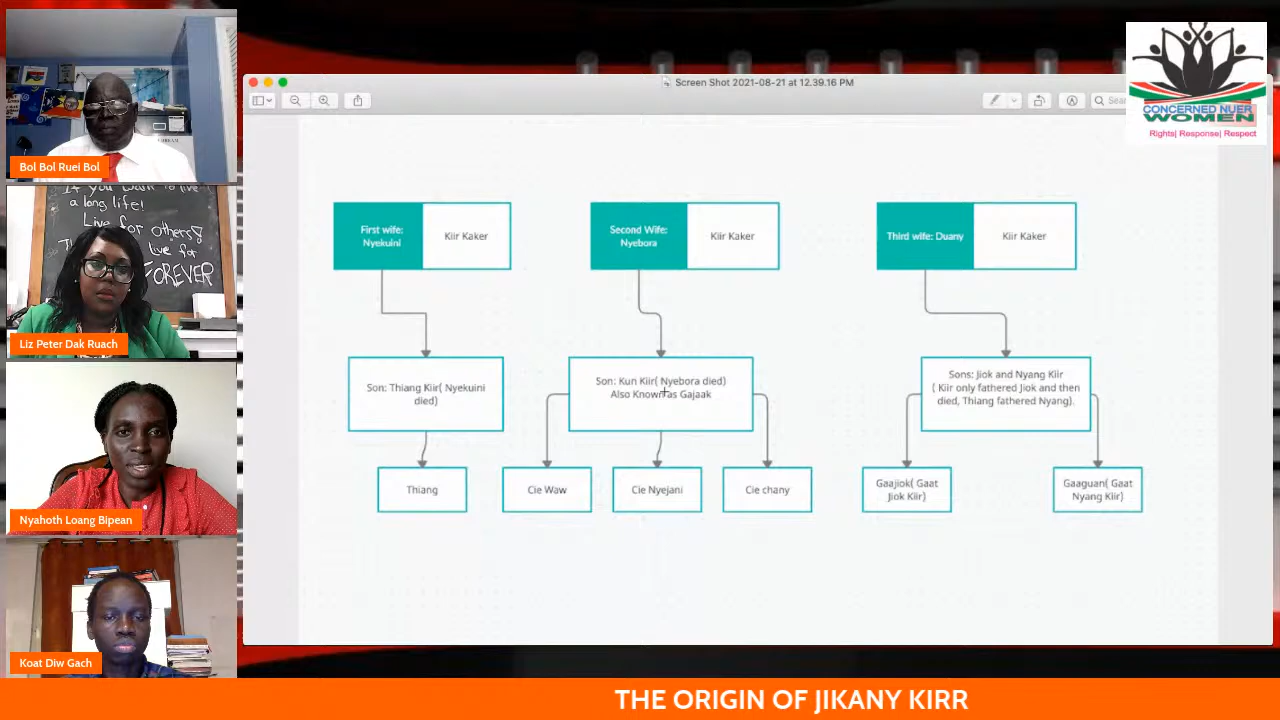 Screen Shot 2021-08-21 at 12.39.16 PM
CONCERNED NUER
WOMEN
Rights| Response| Respect
Bol Bol Ruei Bol
If you want to live
a long life!
Live for others!
live for
FOREVER
Liz Peter Dak Ruach
Nyahoth Loang Bipean
Koat Diw Gach
First wife:
Nyekuini
Kiir Kaker
Second Wife:
Nyebora
Kiir Kaker
Third wife: Duany
Kiir Kaker
Son: Thiang Kiir( Nyekuini
died)
Son: Kun Kiir( Nyebora died)
Also Known as Gajaak
Sons: Jiok and Nyang Kiir
( Kiir only fathered Jiok and then
died, Thiang fathered Nyang).
Thiang
Cie Waw
Cie Nyejani
Cie chany
Gaajiok( Gaat
Jiok Kiir)
Gaaguan( Gaat
Nyang Kiir)
THE ORIGIN OF JIKANY KIRR